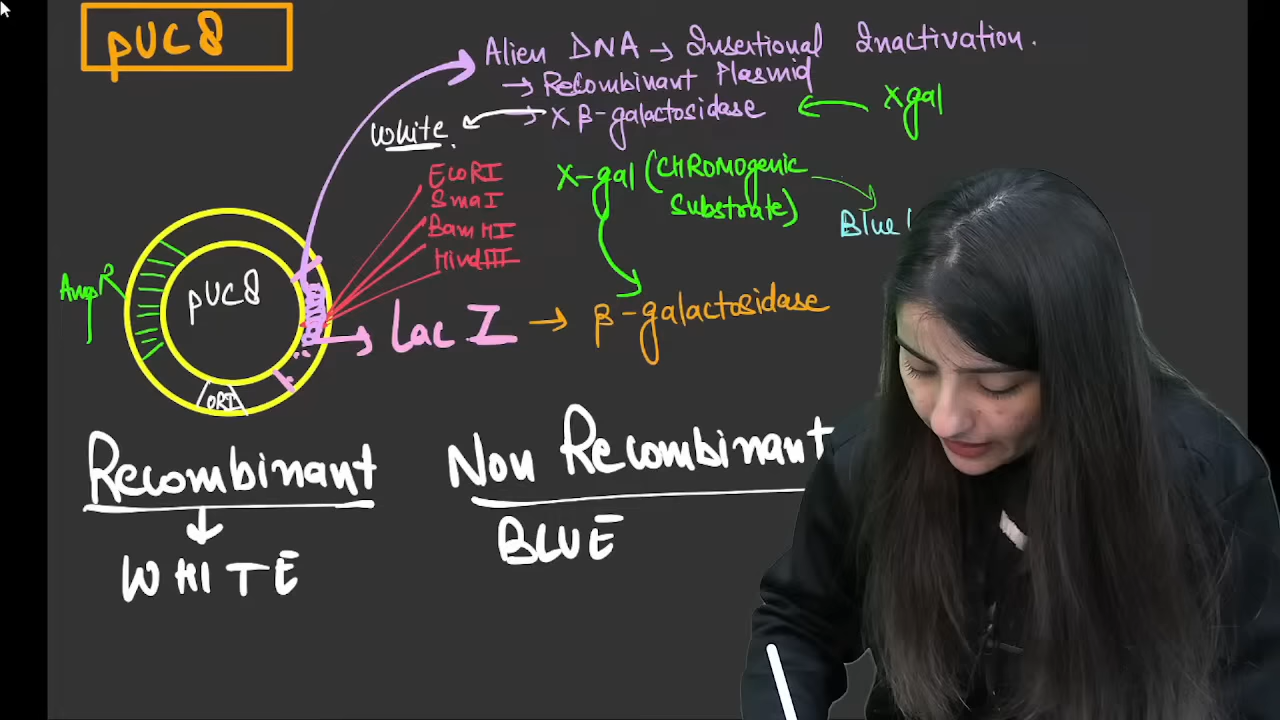 pUC8
Alien DNA → Insertional Inactivation.
→ Recombinant Plasmid
→ X β-galactosidase ← Xgal
White.
EcoRI
SmaI
BamHI
HindIII
X-gal (CHROMOGENIC
Substrate)
Blue
AmpR
pUC8
ORI
→ Lac Z → β-galactosidase
Recombinant
↓
WHITE
Non Recombinant
BLUE